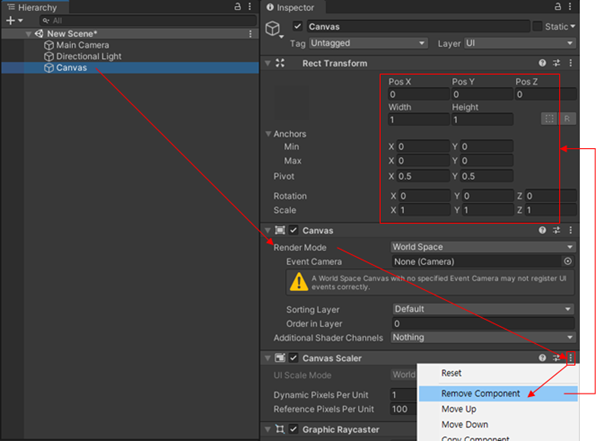 Hierarchy
All
New Scene*
Main Camera
Directional Light
Canvas
Inspector
Canvas
Static
Tag Untagged Layer UI
Rect Transform
Pos X Pos Y Pos Z
0 0 0
Width Height
1 1
R
Anchors
Min X 0 Y 0
Max X 0 Y 0
Pivot X 0.5 Y 0.5
Rotation X 0 Y 0 Z 0
Scale X 1 Y 1 Z 1
Canvas
Render Mode World Space
Event Camera None (Camera)
A World Space Canvas with no specified Event Camera may not register UI
events correctly.
Sorting Layer Default
Order in Layer 0
Additional Shader Channels Nothing
Canvas Scaler
UI Scale Mode World
Dynamic Pixels Per Unit 1
Reference Pixels Per Unit 100
Graphic Raycaster
Reset
Remove Component
Move Up
Move Down
Copy Component